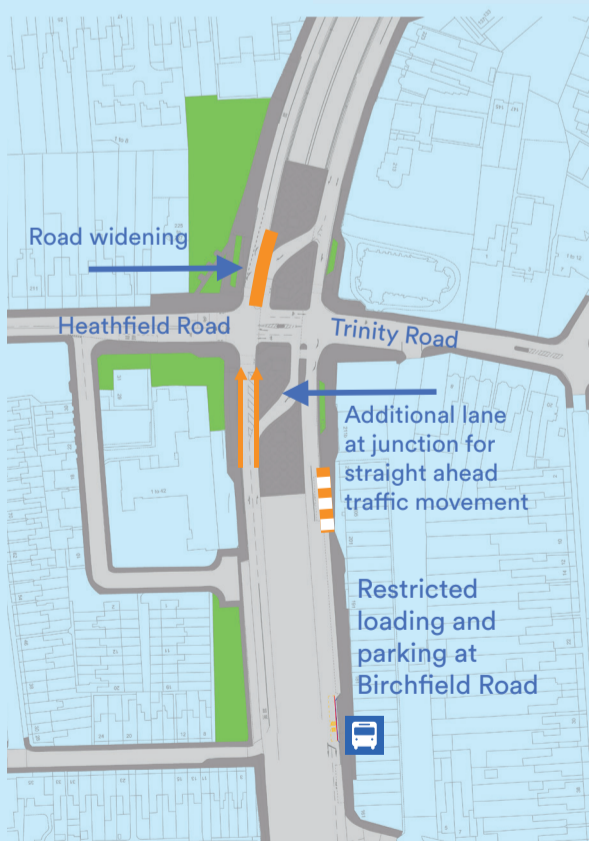 Road widening
Heathfield Road
Trinity Road
Additional lane
at junction for
straight ahead
traffic movement
Restricted
loading and
parking at
Birchfield Road